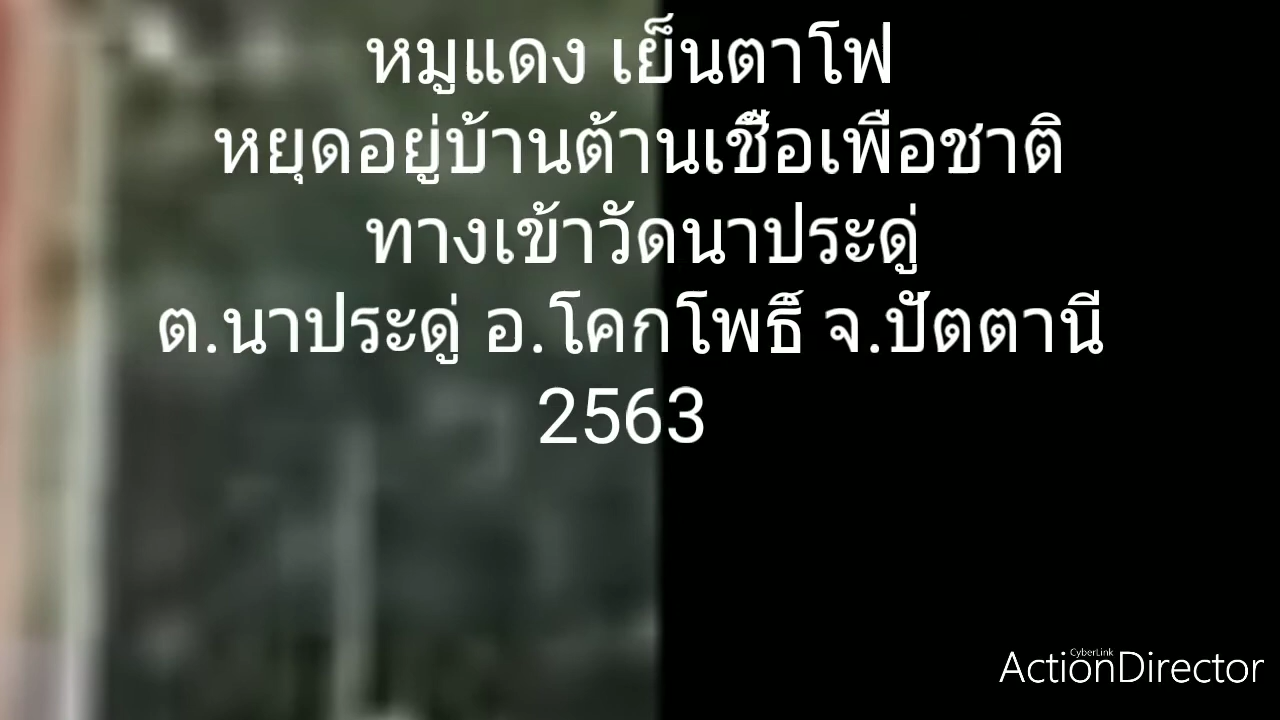 หมูแดง เย็นตาโฟ
หยุดอยู่บ้านต้านเชื้อเพื่อชาติ
ทางเข้าวัดนาประดู่
ต.นาประดู่ อ.โคกโพธิ์ จ.ปัตตานี
2563
CyberLink
ActionDirector